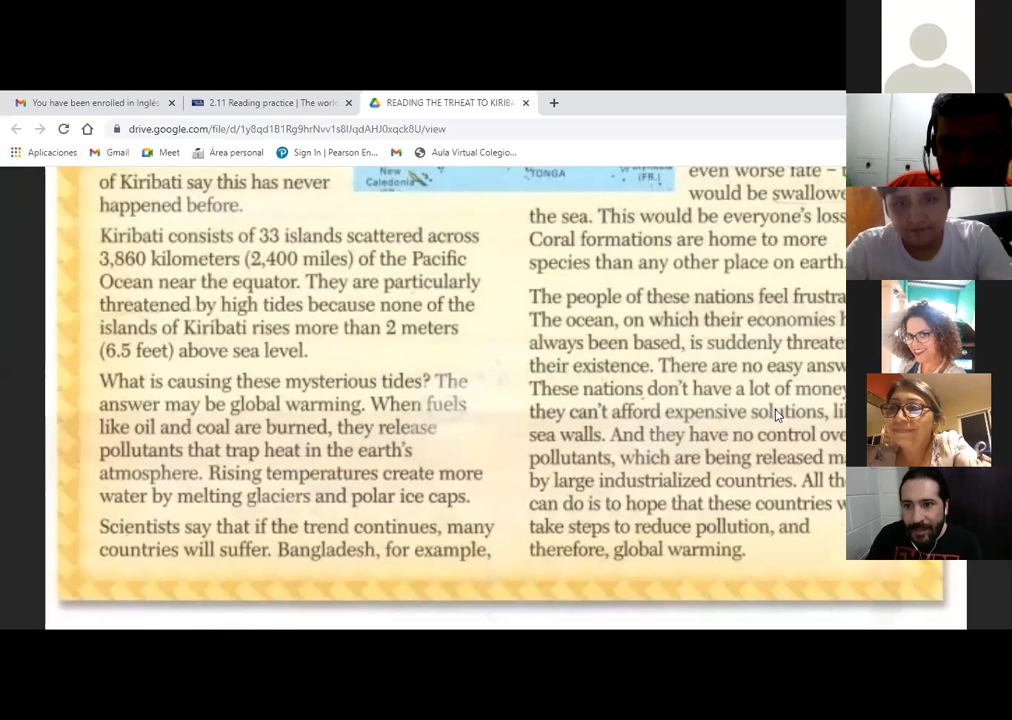 You have been enrolled in Inglés
2.11 Reading practice | The world
READING THE TRHEAT TO KIRIBA
drive.google.com/file/d/1y8qd1B1Rg9hrNvv1s8IJqdAHJ0xqck8U/view
Aplicaciones
Gmail
Meet
Área personal
Sign In | Pearson En...
Aula Virtual Colegio...
New
Caledonia
TONGA
(FR.)
of Kiribati say this has never
happened before.
Kiribati consists of 33 islands scattered across
3,860 kilometers (2,400 miles) of the Pacific
Ocean near the equator. They are particularly
threatened by high tides because none of the
islands of Kiribati rises more than 2 meters
(6.5 feet) above sea level.
What is causing these mysterious tides? The
answer may be global warming. When fuels
like oil and coal are burned, they release
pollutants that trap heat in the earth's
atmosphere. Rising temperatures create more
water by melting glaciers and polar ice caps.
Scientists say that if the trend continues, many
countries will suffer. Bangladesh, for example,
even worse fate – t
would be swallowe
the sea. This would be everyone's loss
Coral formations are home to more
species than any other place on earth.
The people of these nations feel frustra
The ocean, on which their economies h
always been based, is suddenly threate
their existence. There are no easy answ
These nations don't have a lot of money
they can't afford expensive solutions, li
sea walls. And they have no control ove
pollutants, which are being released ma
by large industrialized countries. All the
can do is to hope that these countries w
take steps to reduce pollution, and
therefore, global warming.